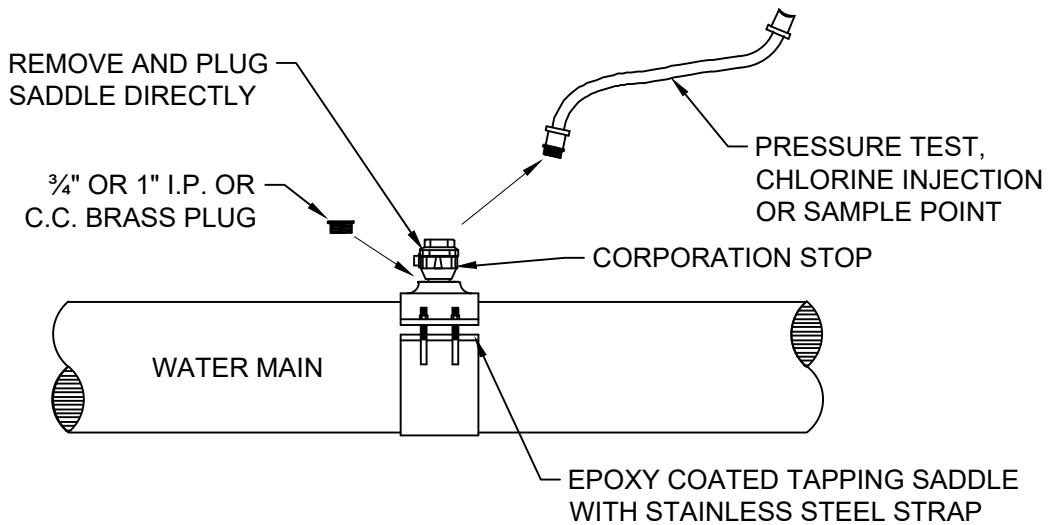 REMOVE AND PLUG
SADDLE DIRECTLY
¾" OR 1" I.P. OR
C.C. BRASS PLUG
PRESSURE TEST,
CHLORINE INJECTION
OR SAMPLE POINT
CORPORATION STOP
WATER MAIN
EPOXY COATED TAPPING SADDLE
WITH STAINLESS STEEL STRAP